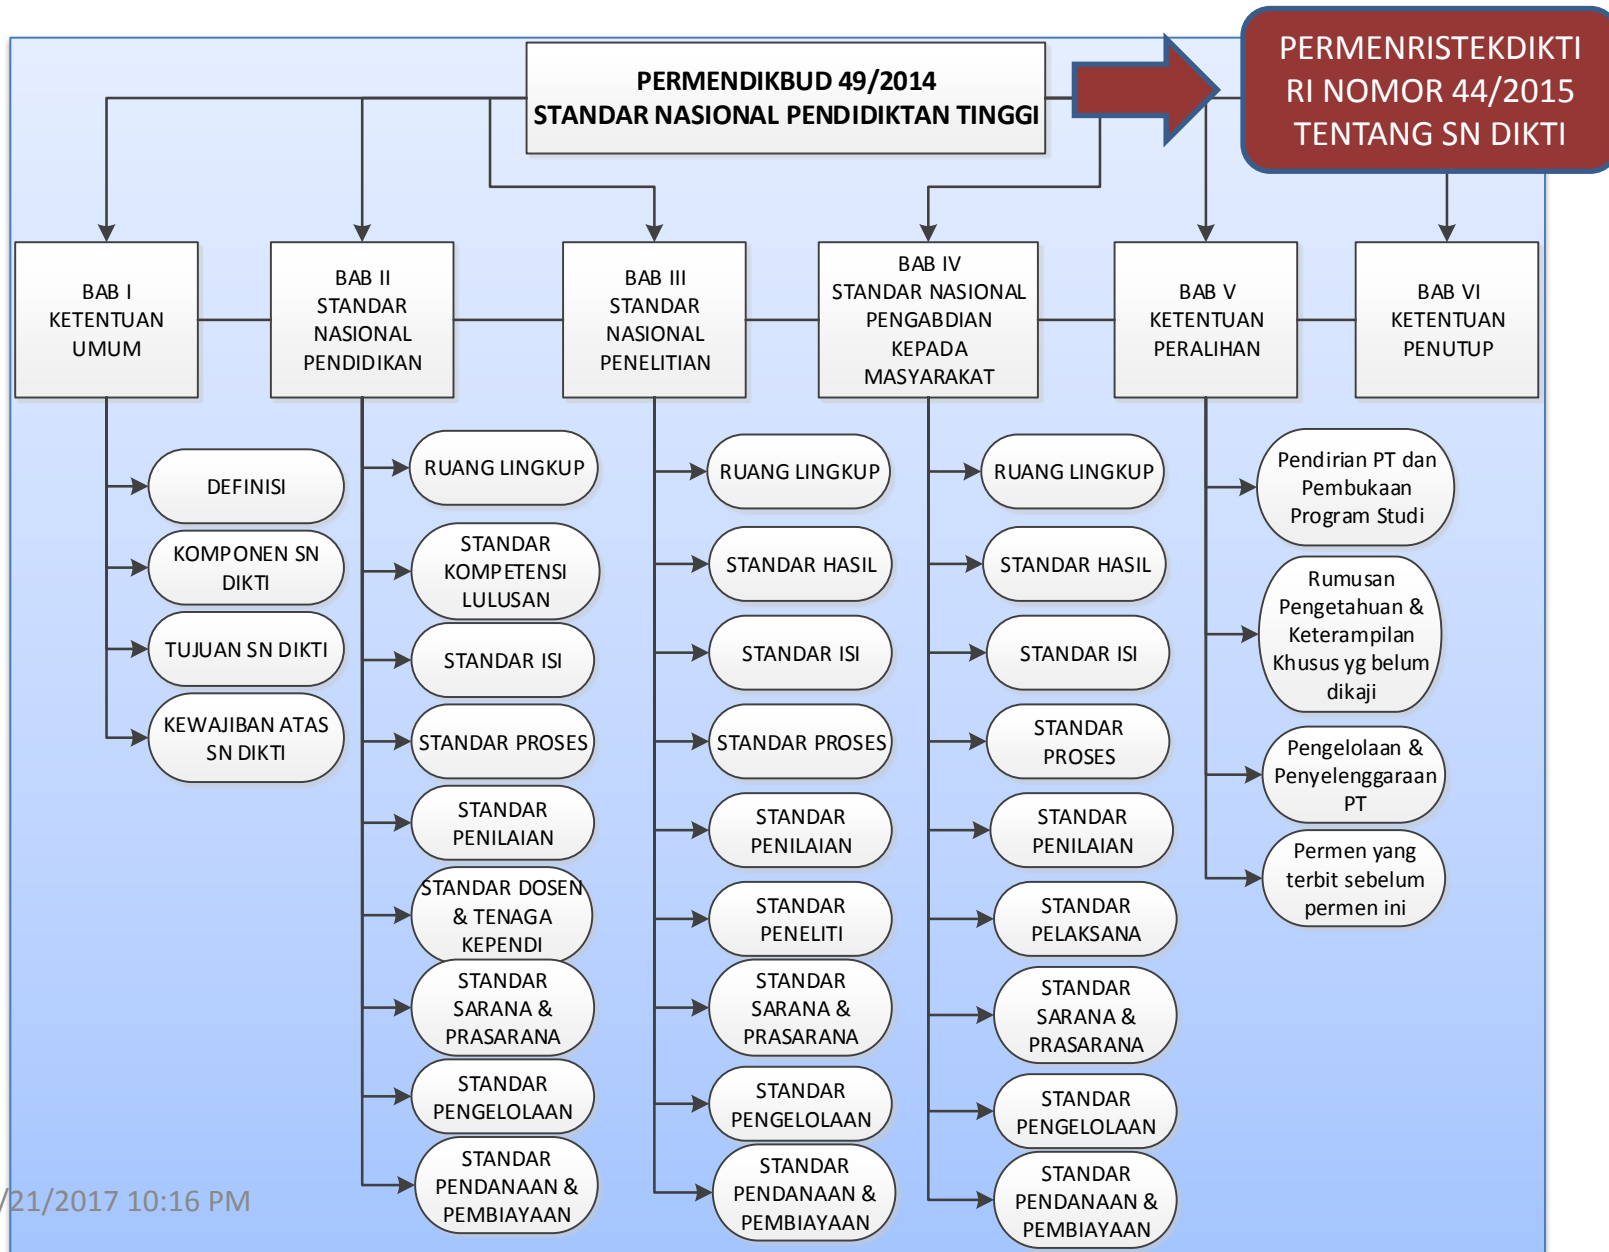 PERMENDIKBUD 49/2014
STANDAR NASIONAL PENDIDIKTAN TINGGI
PERMENRISTEKDIKTI
RI NOMOR 44/2015
TENTANG SN DIKTI
BAB I
KETENTUAN
UMUM
BAB II
STANDAR
NASIONAL
PENDIDIKAN
BAB III
STANDAR
NASIONAL
PENELITIAN
BAB IV
STANDAR NASIONAL
PENGABDIAN
KEPADA
MASYARAKAT
BAB V
KETENTUAN
PERALIHAN
BAB VI
KETENTUAN
PENUTUP
DEFINISI
KOMPONEN SN
DIKTI
TUJUAN SN DIKTI
KEWAJIBAN ATAS
SN DIKTI
RUANG LINGKUP
STANDAR
KOMPETENSI
LULUSAN
STANDAR ISI
STANDAR PROSES
STANDAR
PENILAIAN
STANDAR DOSEN
& TENAGA
KEPENDI
STANDAR
SARANA &
PRASARANA
STANDAR
PENGELOLAAN
STANDAR
PENDANAAN &
PEMBIAYAAN
RUANG LINGKUP
STANDAR HASIL
STANDAR ISI
STANDAR PROSES
STANDAR
PENILAIAN
STANDAR
PENELITI
STANDAR
SARANA &
PRASARANA
STANDAR
PENGELOLAAN
STANDAR
PENDANAAN &
PEMBIAYAAN
RUANG LINGKUP
STANDAR HASIL
STANDAR ISI
STANDAR
PROSES
STANDAR
PENILAIAN
STANDAR
PELAKSANA
STANDAR
SARANA &
PRASARANA
STANDAR
PENGELOLAAN
STANDAR
PENDANAAN &
PEMBIAYAAN
Pendirian PT dan
Pembukaan
Program Studi
Rumusan
Pengetahuan &
Keterampilan
Khusus yg belum
dikaji
Pengelolaan &
Penyelenggaraan
PT
Permen yang
terbit sebelum
permen ini
/21/2017 10:16 PM